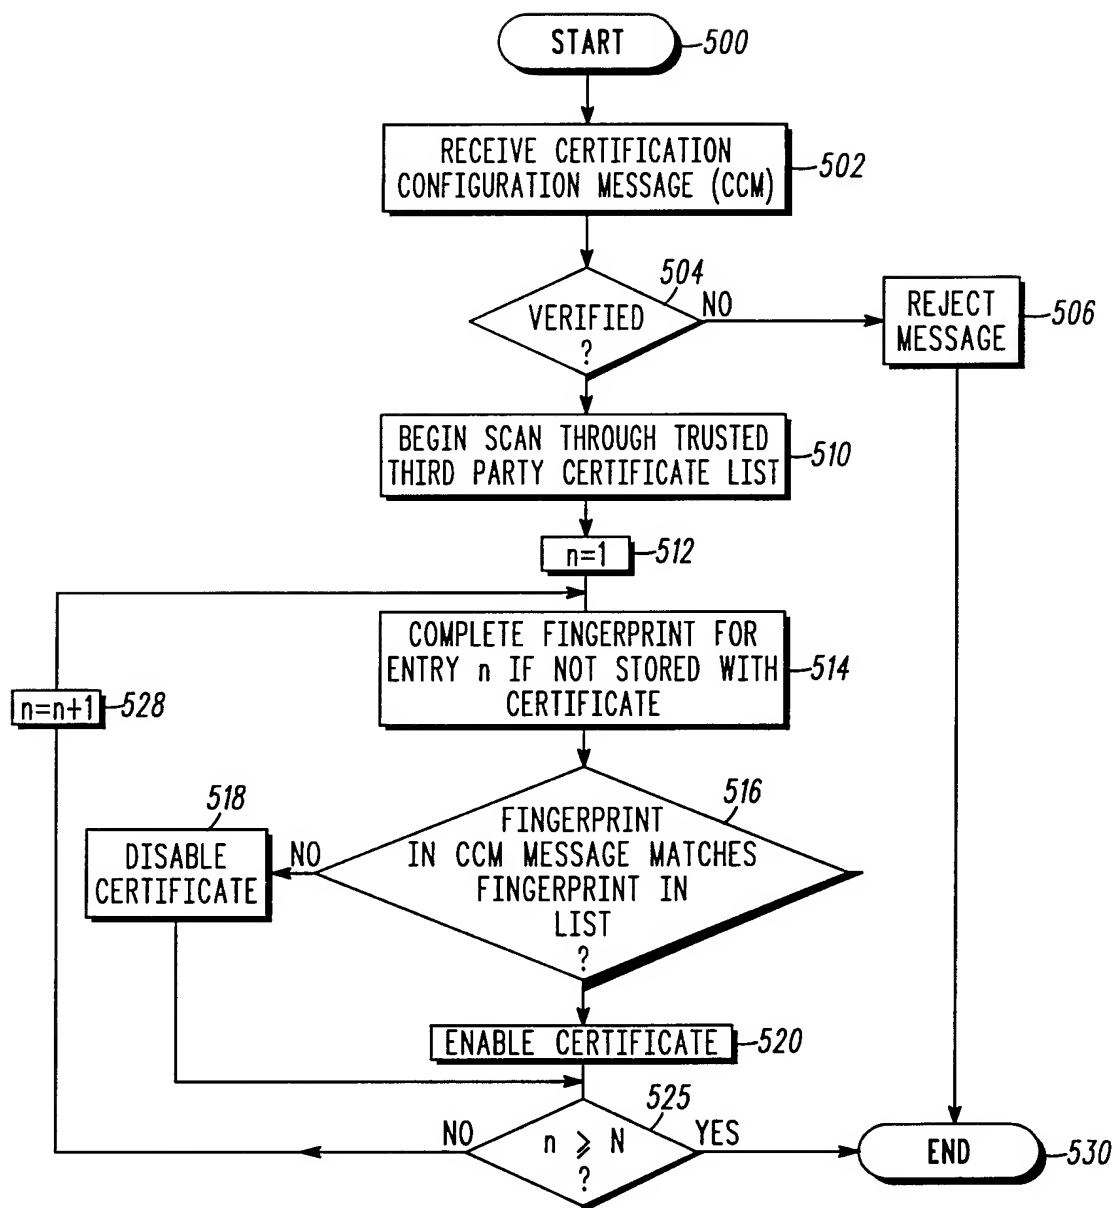 START
500
RECEIVE CERTIFICATION
CONFIGURATION MESSAGE (CCM)
502
504
VERIFIED
?
NO
REJECT
MESSAGE
506
BEGIN SCAN THROUGH TRUSTED
THIRD PARTY CERTIFICATE LIST
510
n=1
512
COMPLETE FINGERPRINT FOR
ENTRY n IF NOT STORED WITH
CERTIFICATE
514
n=n+1
528
518
DISABLE
CERTIFICATE
NO
516
FINGERPRINT
IN CCM MESSAGE MATCHES
FINGERPRINT IN
LIST
?
ENABLE CERTIFICATE
520
525
NO
n ⩾ N
?
YES
END
530